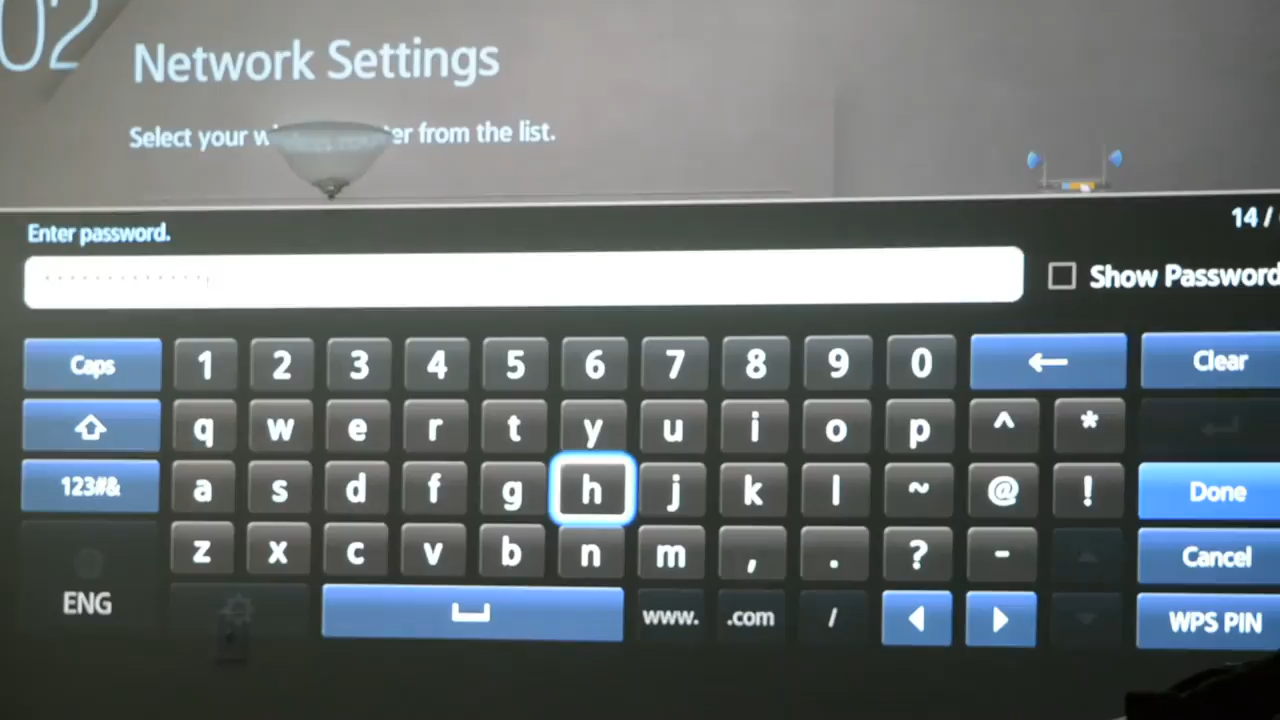 02
Network Settings
Select your from the list.
Enter password.
14 /
Show Password
Caps 1 2 3 4 5 6 7 8 9 0 ← Clear
q w e r t y u i o p ^ *
123#& a s d f g h j k l ~ @ ! Done
z x c v b n m , . ? - Cancel
ENG www. .com / WPS PIN